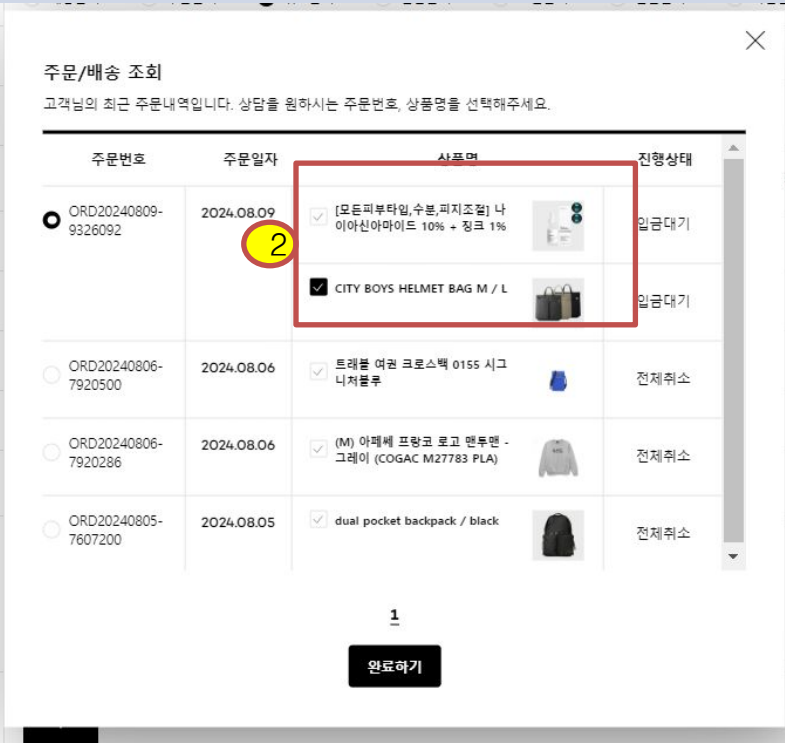 주문/배송 조회
고객님의 최근 주문내역입니다. 상담을 원하시는 주문번호, 상품명을 선택해주세요.
주문번호 주문일자 상품명 진행상태
ORD20240809-
9326092
2024.08.09
[모든피부타입,수분,피지조절] 나
이아신아마이드 10% + 징크 1%
입금대기
2
CITY BOYS HELMET BAG M / L
입금대기
ORD20240806-
7920500
2024.08.06
트래블 여권 크로스백 0155 시그
니처블루
전체취소
ORD20240806-
7920286
2024.08.06
(M) 아페쎄 프랑코 로고 맨투맨 -
그레이 (COGAC M27783 PLA)
전체취소
ORD20240805-
7607200
2024.08.05
dual pocket backpack / black
전체취소
1
완료하기